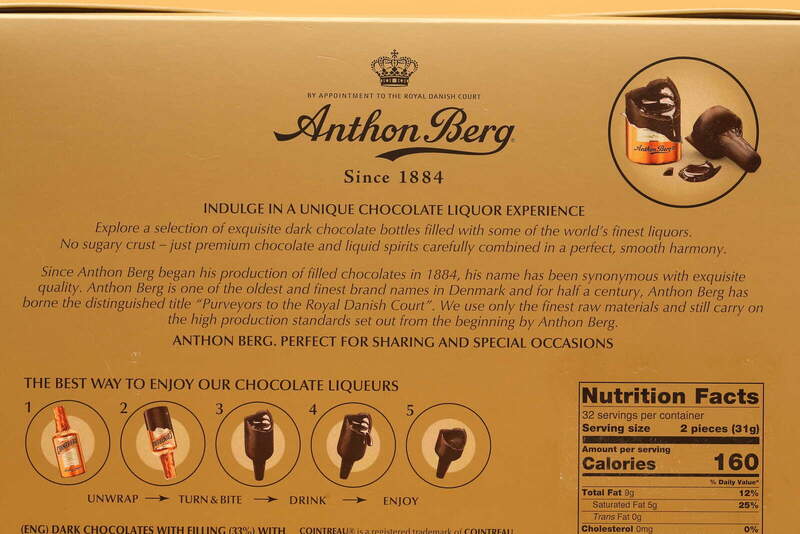 BY APPOINTMENT TO THE ROYAL DANISH COURT
Anthon Berg®
Since 1884
Anthon Berg
INDULGE IN A UNIQUE CHOCOLATE LIQUOR EXPERIENCE
Explore a selection of exquisite dark chocolate bottles filled with some of the world's finest liquors.
No sugary crust – just premium chocolate and liquid spirits carefully combined in a perfect, smooth harmony.
Since Anthon Berg began his production of filled chocolates in 1884, his name has been synonymous with exquisite
quality. Anthon Berg is one of the oldest and finest brand names in Denmark and for half a century, Anthon Berg has
borne the distinguished title "Purveyors to the Royal Danish Court". We use only the finest raw materials and still carry on
the high production standards set out from the beginning by Anthon Berg.
ANTHON BERG. PERFECT FOR SHARING AND SPECIAL OCCASIONS
THE BEST WAY TO ENJOY OUR CHOCOLATE LIQUEURS
1 2 3 4 5
UNWRAP → TURN & BITE → DRINK → ENJOY
(ENG) DARK CHOCOLATES WITH FILLING (33%) WITH
COINTREAU® is a registered trademark of COINTREAU
Nutrition Facts
32 servings per container
Serving size 2 pieces (31g)
Amount per serving
Calories 160
% Daily Value*
Total Fat 9g 12%
Saturated Fat 5g 25%
Trans Fat 0g
Cholesterol 0mg 0%